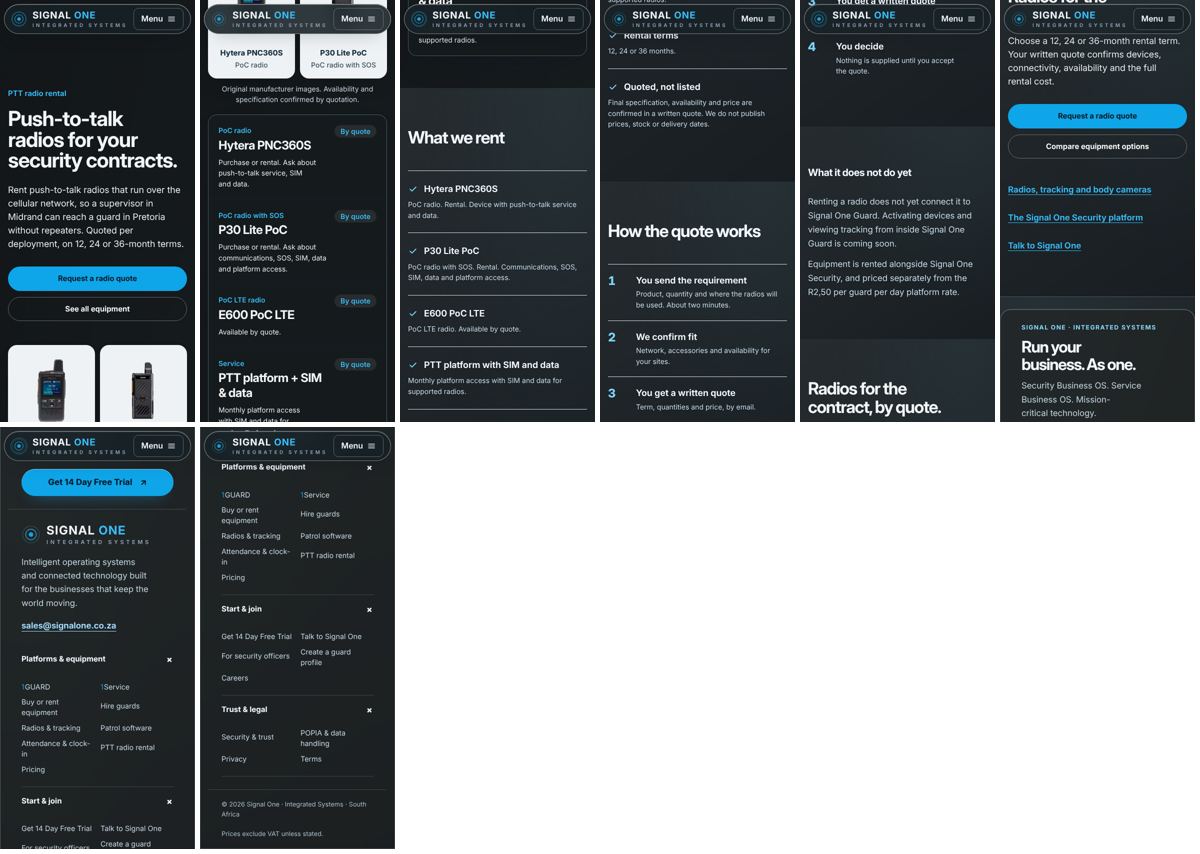 SIGNAL ONE
INTEGRATED SYSTEMS
Menu
PTT radio rental
Push-to-talk
radios for your
security contracts.
Rent push-to-talk radios that run over the
cellular network, so a supervisor in
Midrand can reach a guard in Pretoria
without repeaters. Quoted per
deployment, on 12, 24 or 36-month terms.
Request a radio quote
See all equipment
SIGNAL ONE
INTEGRATED SYSTEMS
Menu
Hytera PNC360S
PoC radio
P30 Lite PoC
PoC radio with SOS
Original manufacturer images. Availability and
specification confirmed by quotation.
PoC radio
By quote
Hytera PNC360S
Purchase or rental. Ask about
push-to-talk service, SIM
and data.
PoC radio with SOS
By quote
P30 Lite PoC
Purchase or rental. Ask about
communications, SOS, SIM, data
and platform access.
PoC LTE radio
By quote
E600 PoC LTE
Available by quote.
Service
By quote
PTT platform + SIM
& data
Monthly platform access
with SIM and data for
& data
SIGNAL ONE
INTEGRATED SYSTEMS
Menu
supported radios.
What we rent
Hytera PNC360S
PoC radio. Rental. Device with push-to-talk service
and data.
P30 Lite PoC
PoC radio with SOS. Rental. Communications, SOS,
SIM, data and platform access.
E600 PoC LTE
PoC LTE radio. Available by quote.
PTT platform with SIM and data
Monthly platform access with SIM and data for
supported radios.
supported radios.
SIGNAL ONE
INTEGRATED SYSTEMS
Menu
Rental terms
12, 24 or 36 months.
Quoted, not listed
Final specification, availability and price are
confirmed in a written quote. We do not publish
prices, stock or delivery dates.
How the quote works
1 You send the requirement
Product, quantity and where the radios will
be used. About two minutes.
2 We confirm fit
Network, accessories and availability for
your sites.
3 You get a written quote
Term, quantities and price, by email.
3 You get a written quote
SIGNAL ONE
INTEGRATED SYSTEMS
Menu
4 You decide
Nothing is supplied until you accept
the quote.
What it does not do yet
Renting a radio does not yet connect it to
Signal One Guard. Activating devices and
viewing tracking from inside Signal One
Guard is coming soon.
Equipment is rented alongside Signal One
Security, and priced separately from the
R2,50 per guard per day platform rate.
Radios for the
contract, by quote.
Radios for the
SIGNAL ONE
INTEGRATED SYSTEMS
Menu
Choose a 12, 24 or 36-month rental term.
Your written quote confirms devices,
connectivity, availability and the full
rental cost.
Request a radio quote
Compare equipment options
Radios, tracking and body cameras
The Signal One Security platform
Talk to Signal One
SIGNAL ONE · INTEGRATED SYSTEMS
Run your
business. As one.
Security Business OS. Service
Business OS. Mission-
critical technology.
SIGNAL ONE
INTEGRATED SYSTEMS
Menu
Get 14 Day Free Trial
SIGNAL ONE
INTEGRATED SYSTEMS
Intelligent operating systems
and connected technology built
for the businesses that keep the
world moving.
sales@signalone.co.za
Platforms & equipment
1GUARD
1Service
Buy or rent
equipment
Hire guards
Radios & tracking
Patrol software
Attendance & clock-
in
PTT radio rental
Pricing
Start & join
Get 14 Day Free Trial
Talk to Signal One
For security officers
Create a guard
SIGNAL ONE
INTEGRATED SYSTEMS
Menu
Platforms & equipment
1GUARD
1Service
Buy or rent
equipment
Hire guards
Radios & tracking
Patrol software
Attendance & clock-
in
PTT radio rental
Pricing
Start & join
Get 14 Day Free Trial
Talk to Signal One
For security officers
Create a guard
profile
Careers
Trust & legal
Security & trust
POPIA & data
handling
Privacy
Terms
© 2026 Signal One · Integrated Systems · South
Africa
Prices exclude VAT unless stated.